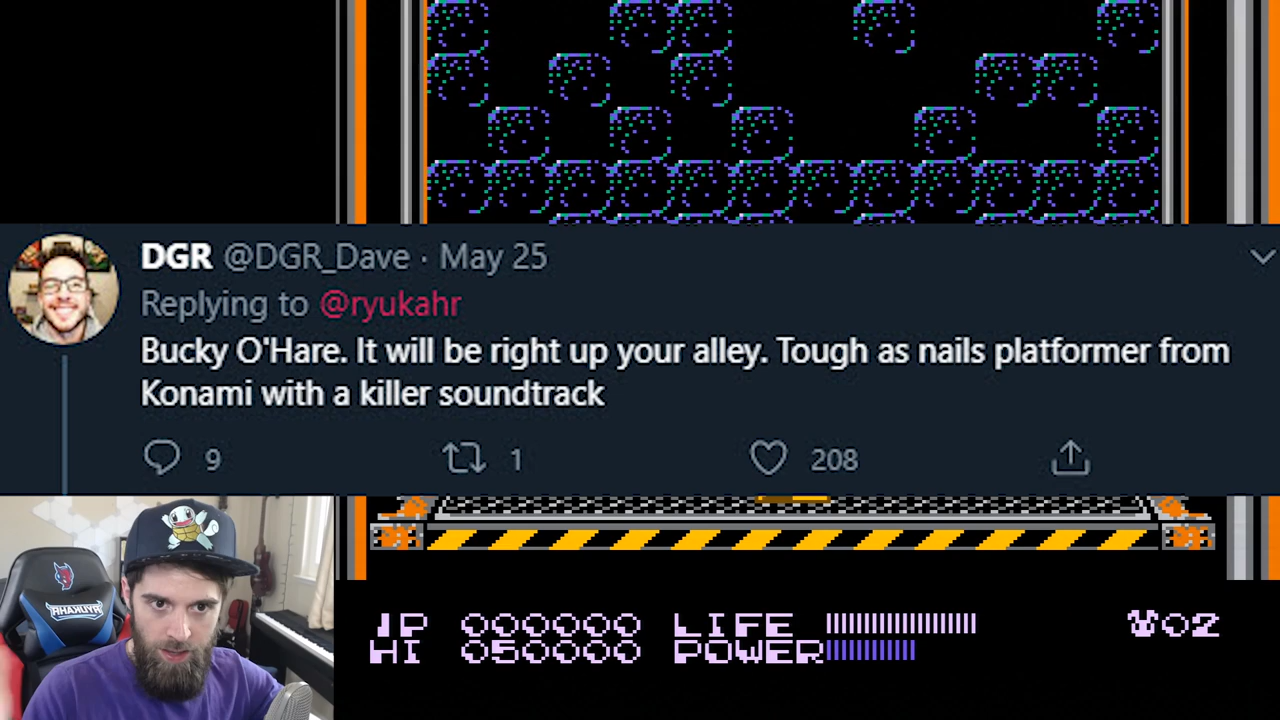 DGR @DGR_Dave · May 25
Replying to @ryukahr
Bucky O'Hare. It will be right up your alley. Tough as nails platformer from
Konami with a killer soundtrack
9 1 208
RYUKAHR
1P 000000 LIFE 02
HI 050000 POWER